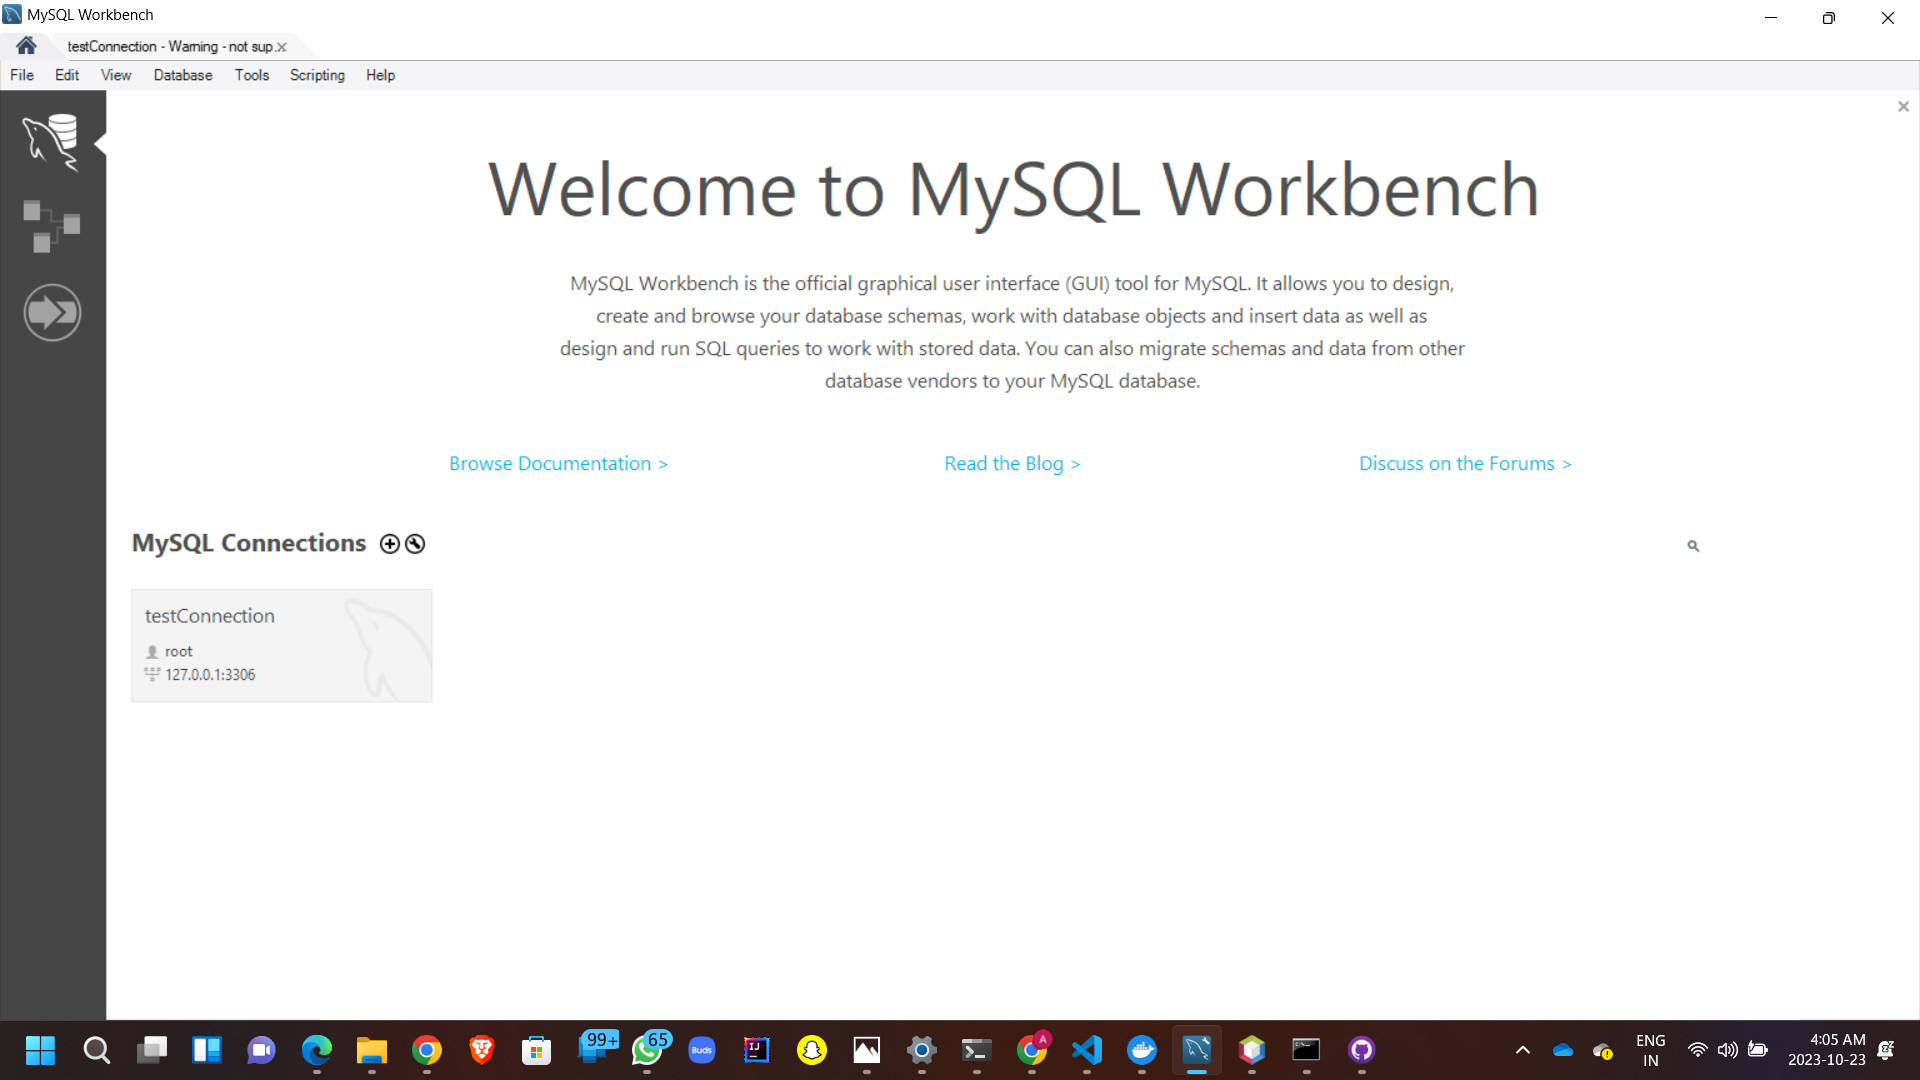 MySQL Workbench
testConnection - Warning - not sup...
File Edit View Database Tools Scripting Help
Welcome to MySQL Workbench
MySQL Workbench is the official graphical user interface (GUI) tool for MySQL. It allows you to design,
create and browse your database schemas, work with database objects and insert data as well as
design and run SQL queries to work with stored data. You can also migrate schemas and data from other
database vendors to your MySQL database.
Browse Documentation > Read the Blog > Discuss on the Forums >
MySQL Connections
testConnection
root
127.0.0.1:3306
99+ 65 Buds IJ A
ENG
IN
4:05 AM
2023-10-23